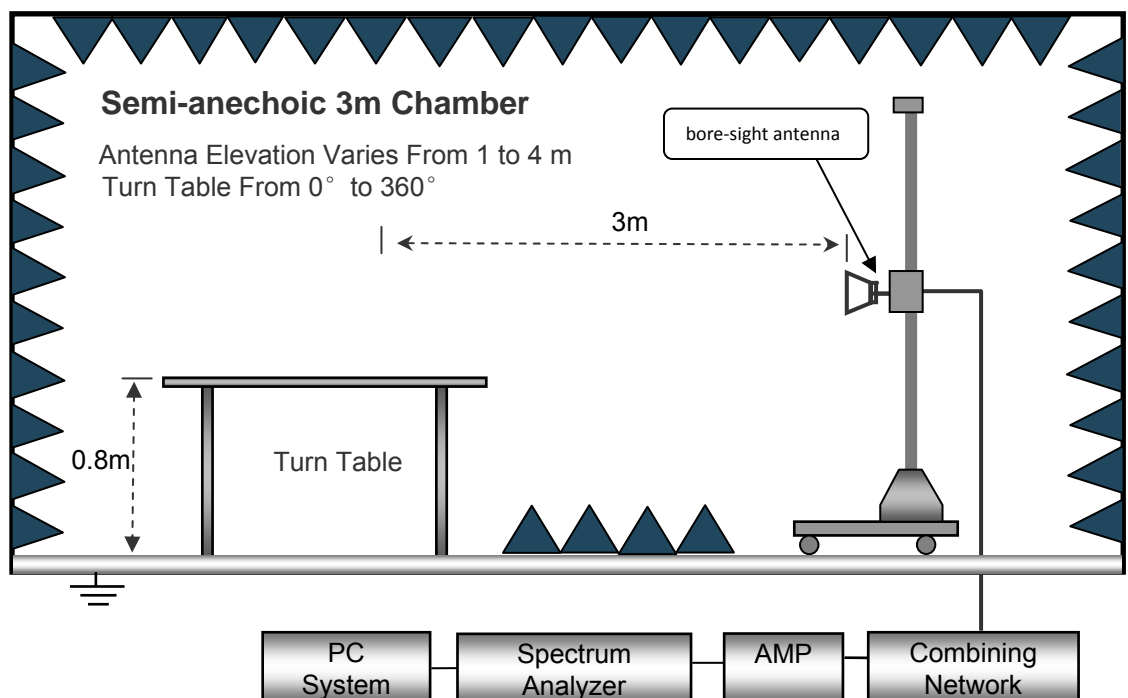 Semi-anechoic 3m Chamber
bore-sight antenna
Antenna Elevation Varies From 1 to 4 m
Turn Table From 0° to 360°
3m
0.8m
Turn Table
PC
System
Spectrum
Analyzer
AMP
Combining
Network